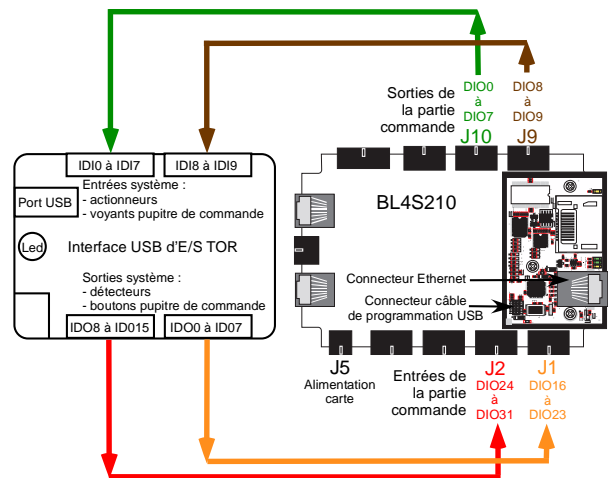 Sorties de
la partie
commande
DIO0
à
DIO7
J10
DIO8
à
DIO9
J9
IDI0 à IDI7
IDI8 à IDI9
Entrées système :
- actionneurs
- voyants pupitre de commande
Port USB
Led
Interface USB d'E/S TOR
Sorties système :
- détecteurs
- boutons pupitre de commande
IDO8 à ID015
IDO0 à ID07
BL4S210
Connecteur Ethernet
Connecteur câble
de programmation USB
J5
Alimentation
carte
Entrées de
la partie
commande
J2
DIO24
à
DIO31
J1
DIO16
à
DIO23